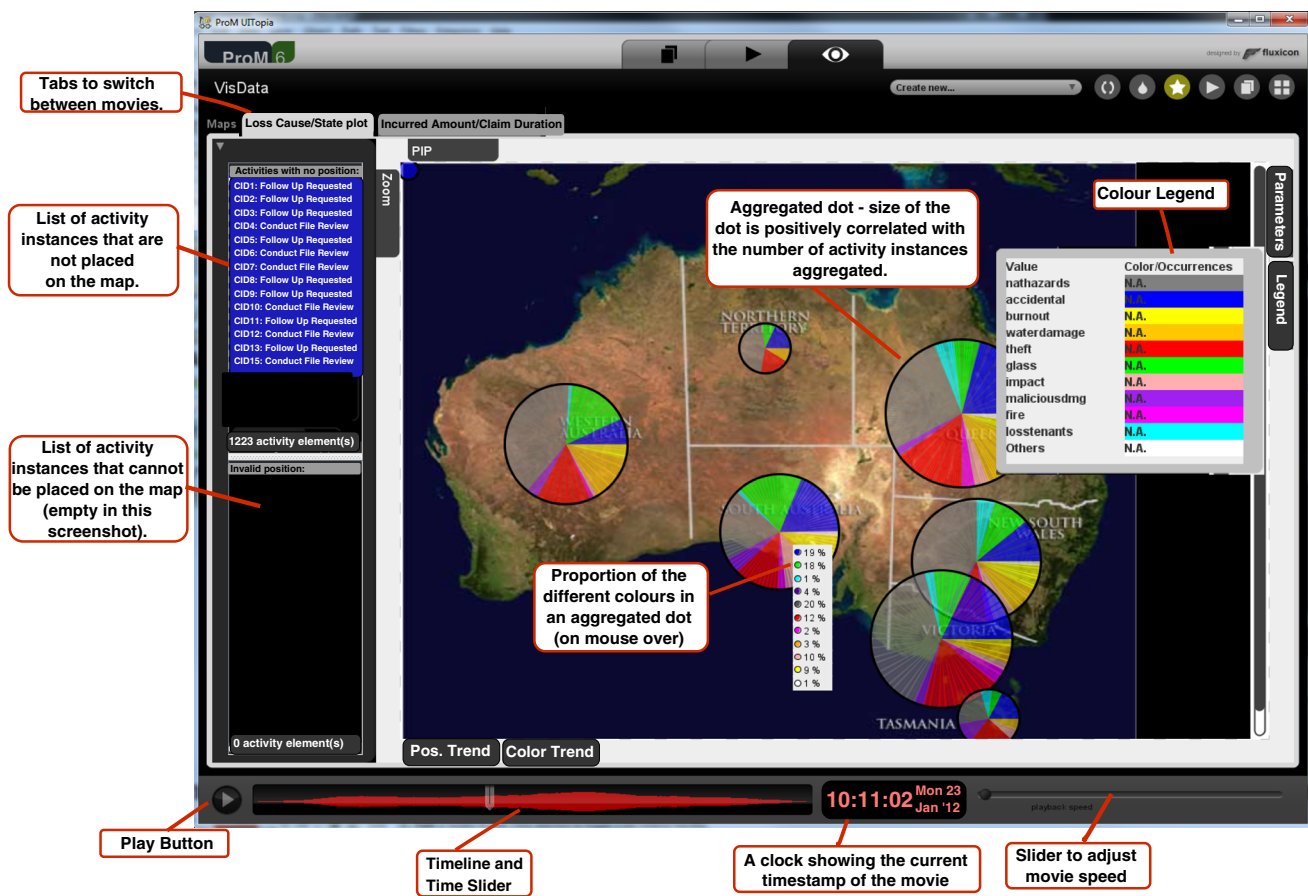 ProM UITopia
ProM 6
designed by fluxicon
Tabs to switch
between movies.
VisData
Create new...
Maps
Loss Cause/State plot
Incurred Amount/Claim Duration
PIP
Zoom
Parameters
Legend
Activities with no position:
CID1: Follow Up Requested
CID2: Follow Up Requested
CID3: Follow Up Requested
CID4: Conduct File Review
CID5: Follow Up Requested
CID6: Conduct File Review
CID7: Conduct File Review
CID8: Follow Up Requested
CID9: Follow Up Requested
CID10: Conduct File Review
CID11: Follow Up Requested
CID12: Conduct File Review
CID13: Follow Up Requested
CID15: Conduct File Review
1223 activity element(s)
Invalid position:
0 activity element(s)
List of activity
instances that are
not placed
on the map.
List of activity
instances that cannot
be placed on the map
(empty in this
screenshot).
Aggregated dot - size of the
dot is positively correlated with
the number of activity instances
aggregated.
Colour Legend
Value Color/Occurrences
nathazards N.A.
accidental N.A.
burnout N.A.
waterdamage N.A.
theft N.A.
glass N.A.
impact N.A.
maliciousdmg N.A.
fire N.A.
losstenants N.A.
Others N.A.
NORTHERN
TERRITORY
WESTERN
AUSTRALIA
SOUTH AUSTRALIA
QUEEN
NEW SOUTH
WALES
VICTORIA
TASMANIA
Proportion of the
different colours in
an aggregated dot
(on mouse over)
19 %
18 %
1 %
4 %
20 %
12 %
2 %
3 %
10 %
9 %
1 %
Pos. Trend
Color Trend
10:11:02 Mon 23
Jan '12
playback speed
Play Button
Timeline and
Time Slider
A clock showing the current
timestamp of the movie
Slider to adjust
movie speed